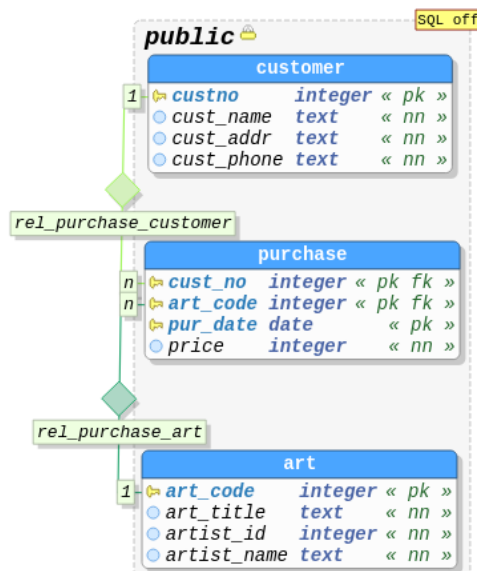 SQL off
public
customer
1 custno integer « pk »
cust_name text « nn »
cust_addr text « nn »
cust_phone text « nn »
rel_purchase_customer
purchase
n cust_no integer « pk fk »
n art_code integer « pk fk »
pur_date date « pk »
price integer « nn »
rel_purchase_art
art
1 art_code integer « pk »
art_title text « nn »
artist_id integer « nn »
artist_name text « nn »